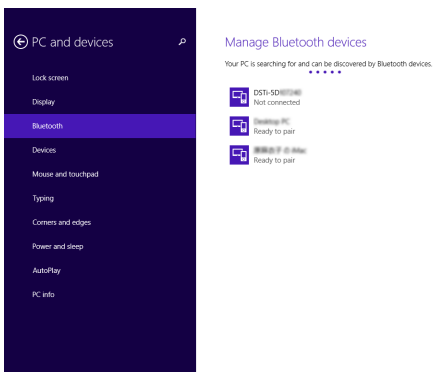 PC and devices
Lock screen
Display
Bluetooth
Devices
Mouse and touchpad
Typing
Corners and edges
Power and sleep
AutoPlay
PC info
Manage Bluetooth devices
Your PC is searching for and can be discovered by Bluetooth devices.
DSTi-5D
Not connected
Ready to pair
Ready to pair